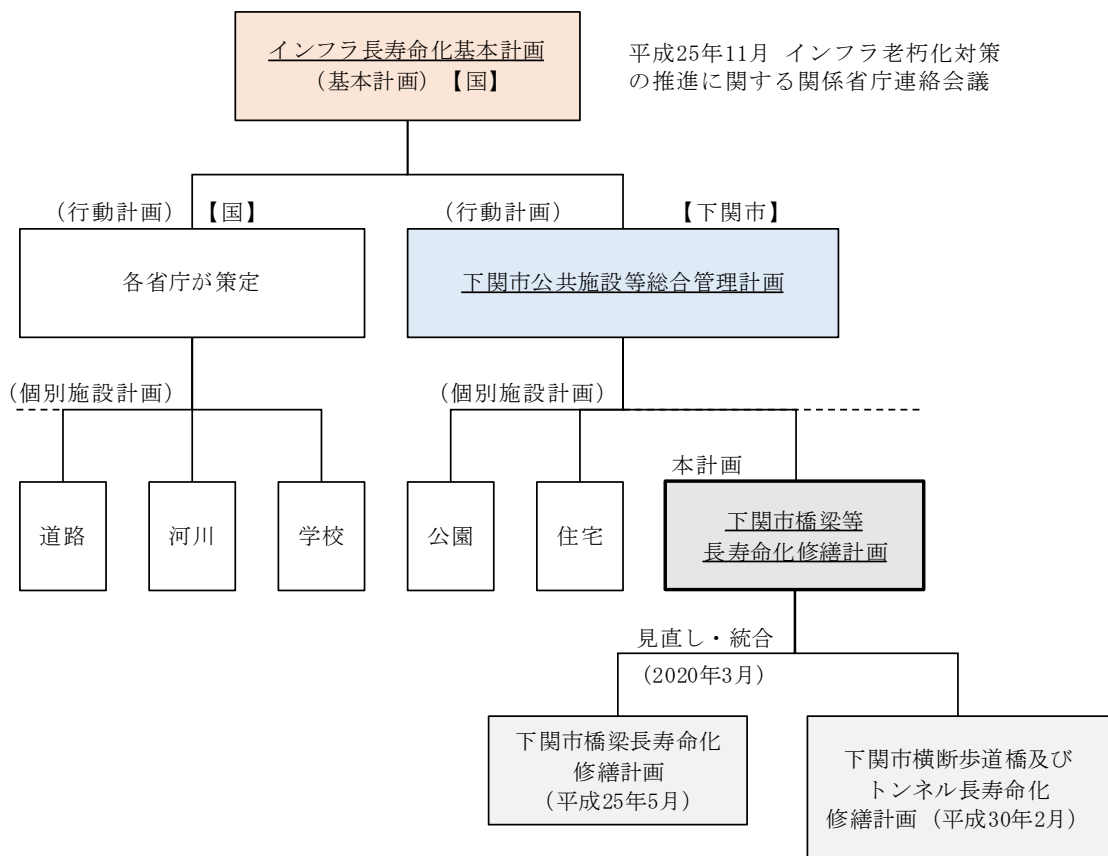 インフラ長寿命化基本計画
（基本計画）【国】
平成25年11月 インフラ老朽化対策
の推進に関する関係省庁連絡会議
（行動計画）【国】
（行動計画）
【下関市】
各省庁が策定
下関市公共施設等総合管理計画
（個別施設計画）
（個別施設計画）
本計画
道路
河川
学校
公園
住宅
下関市橋梁等
長寿命化修繕計画
見直し・統合
（2020年3月）
下関市橋梁長寿命化
修繕計画
（平成25年5月）
下関市横断歩道橋及び
トンネル長寿命化
修繕計画（平成30年2月）